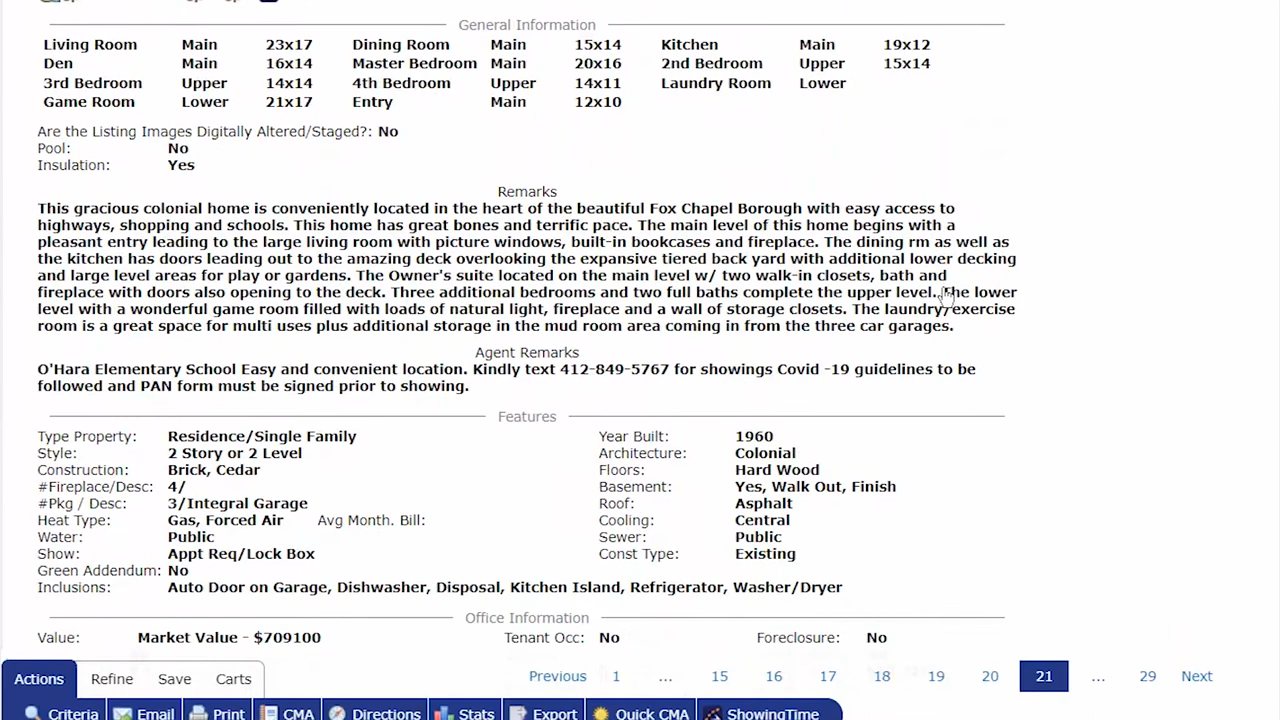 General Information
Living Room Main 23x17 Dining Room Main 15x14 Kitchen Main 19x12
Den Main 16x14 Master Bedroom Main 20x16 2nd Bedroom Upper 15x14
3rd Bedroom Upper 14x14 4th Bedroom Upper 14x11 Laundry Room Lower
Game Room Lower 21x17 Entry Main 12x10
Are the Listing Images Digitally Altered/Staged?: No
Pool: No
Insulation: Yes
Remarks
This gracious colonial home is conveniently located in the heart of the beautiful Fox Chapel Borough with easy access to
highways, shopping and schools. This home has great bones and terrific pace. The main level of this home begins with a
pleasant entry leading to the large living room with picture windows, built-in bookcases and fireplace. The dining rm as well as
the kitchen has doors leading out to the amazing deck overlooking the expansive tiered back yard with additional lower decking
and large level areas for play or gardens. The Owner's suite located on the main level w/ two walk-in closets, bath and
fireplace with doors also opening to the deck. Three additional bedrooms and two full baths complete the upper level. The lower
level with a wonderful game room filled with loads of natural light, fireplace and a wall of storage closets. The laundry/exercise
room is a great space for multi uses plus additional storage in the mud room area coming in from the three car garages.
Agent Remarks
O'Hara Elementary School Easy and convenient location. Kindly text 412-849-5767 for showings Covid -19 guidelines to be
followed and PAN form must be signed prior to showing.
Features
Type Property: Residence/Single Family Year Built: 1960
Style: 2 Story or 2 Level Architecture: Colonial
Construction: Brick, Cedar Floors: Hard Wood
#Fireplace/Desc: 4/ Basement: Yes, Walk Out, Finish
#Pkg / Desc: 3/Integral Garage Roof: Asphalt
Heat Type: Gas, Forced Air Avg Month. Bill: Cooling: Central
Water: Public Sewer: Public
Show: Appt Req/Lock Box Const Type: Existing
Green Addendum: No
Inclusions: Auto Door on Garage, Dishwasher, Disposal, Kitchen Island, Refrigerator, Washer/Dryer
Office Information
Value: Market Value - $709100 Tenant Occ: No Foreclosure: No
Actions Refine Save Carts Previous 1 ... 15 16 17 18 19 20 21 ... 29 Next
Criteria Email Print CMA Directions Stats Export Quick CMA ShowingTime